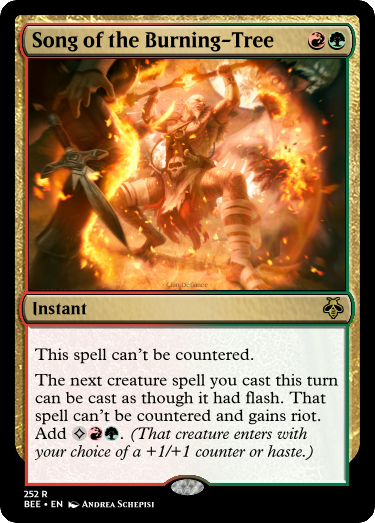 Song of the Burning-Tree
Instant
This spell can't be countered.
The next creature spell you cast this turn
can be cast as though it had flash. That
spell can't be countered and gains riot.
Add. (That creature enters with
your choice of a +1/+1 counter or haste.)
252 R
BEE • EN Andrea Schepisi